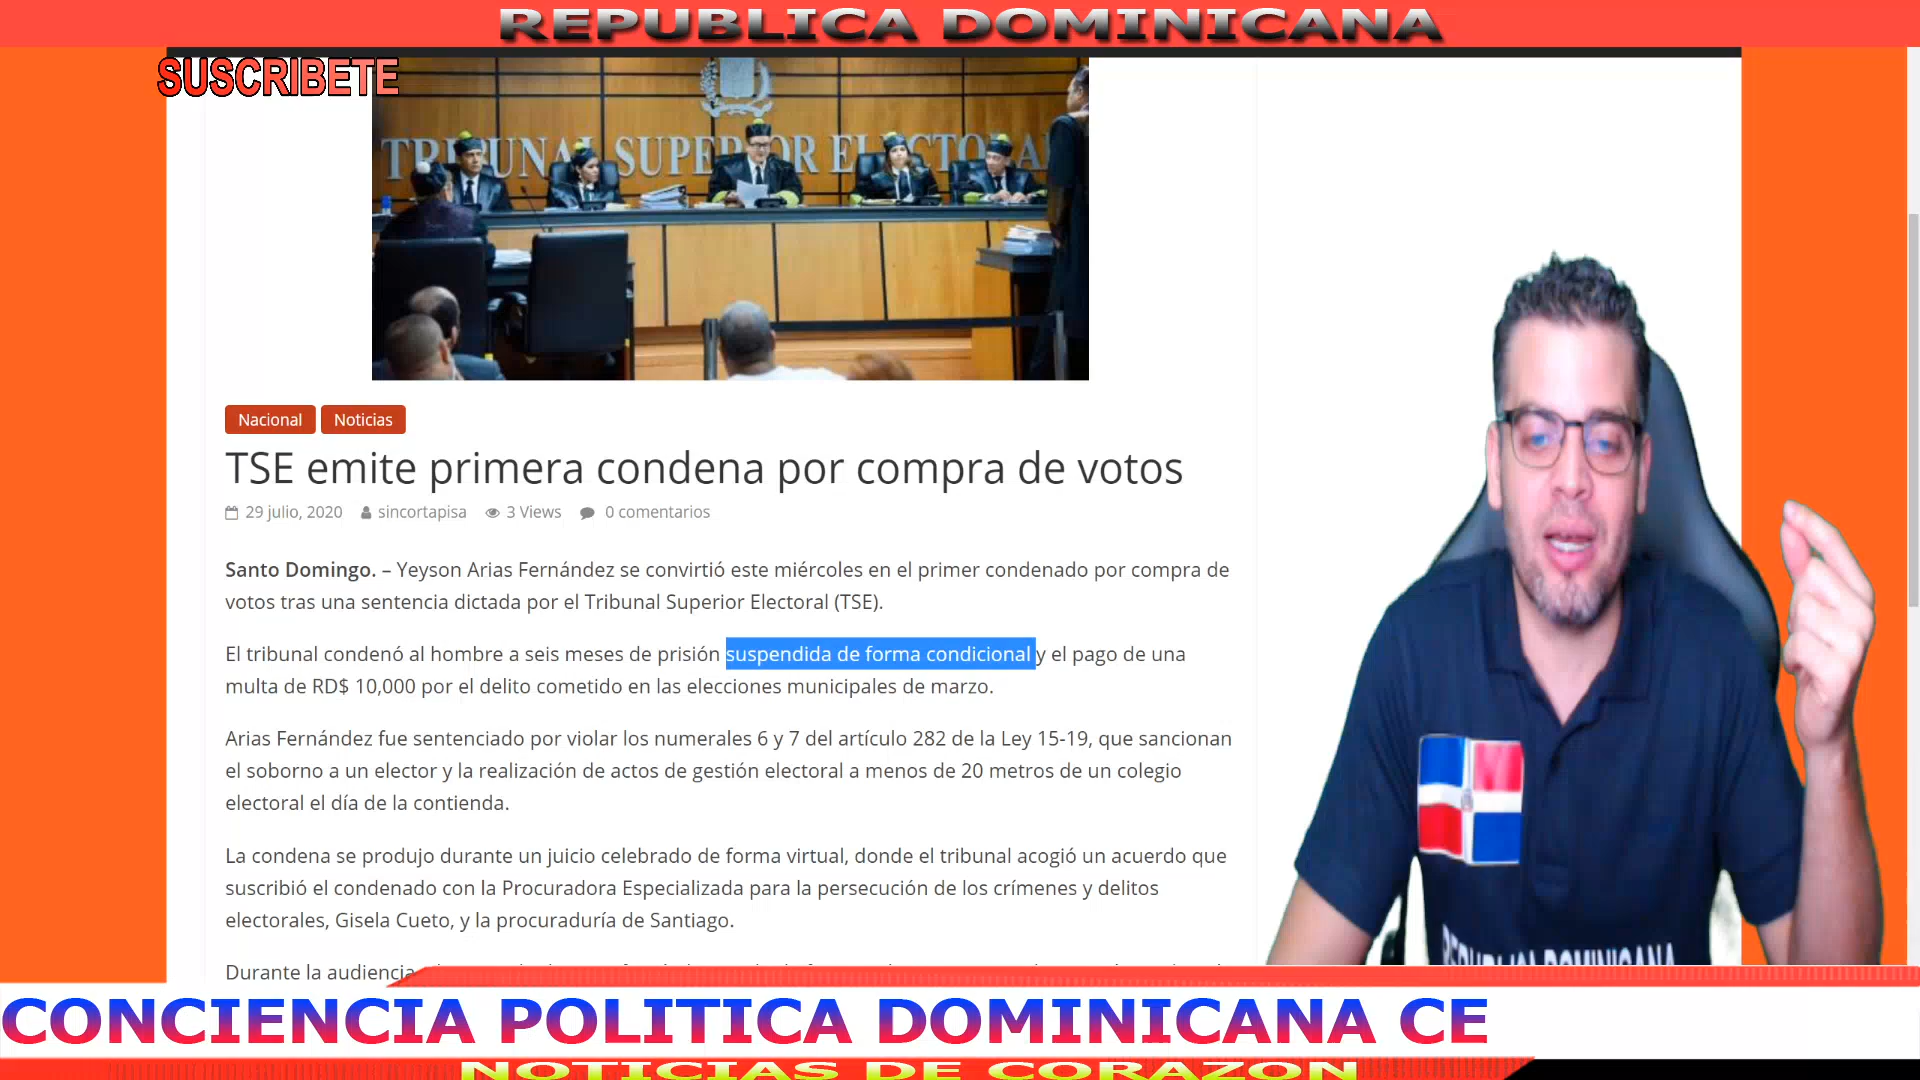 REPUBLICA DOMINICANA
SUSCRIBETE
TRIBUNAL SUPERIOR ELECTORAL
Nacional Noticias
TSE emite primera condena por compra de votos
29 julio, 2020 sincortapisa 3 Views 0 comentarios
Santo Domingo. – Yeyson Arias Fernández se convirtió este miércoles en el primer condenado por compra de
votos tras una sentencia dictada por el Tribunal Superior Electoral (TSE).
El tribunal condenó al hombre a seis meses de prisión suspendida de forma condicional y el pago de una
multa de RD$ 10,000 por el delito cometido en las elecciones municipales de marzo.
Arias Fernández fue sentenciado por violar los numerales 6 y 7 del artículo 282 de la Ley 15-19, que sancionan
el soborno a un elector y la realización de actos de gestión electoral a menos de 20 metros de un colegio
electoral el día de la contienda.
La condena se produjo durante un juicio celebrado de forma virtual, donde el tribunal acogió un acuerdo que
suscribió el condenado con la Procuradora Especializada para la persecución de los crímenes y delitos
electorales, Gisela Cueto, y la procuraduría de Santiago.
Durante la audiencia
REPUBLICA DOMINICANA
CONCIENCIA POLITICA DOMINICANA CE
NOTICIAS DE CORAZON